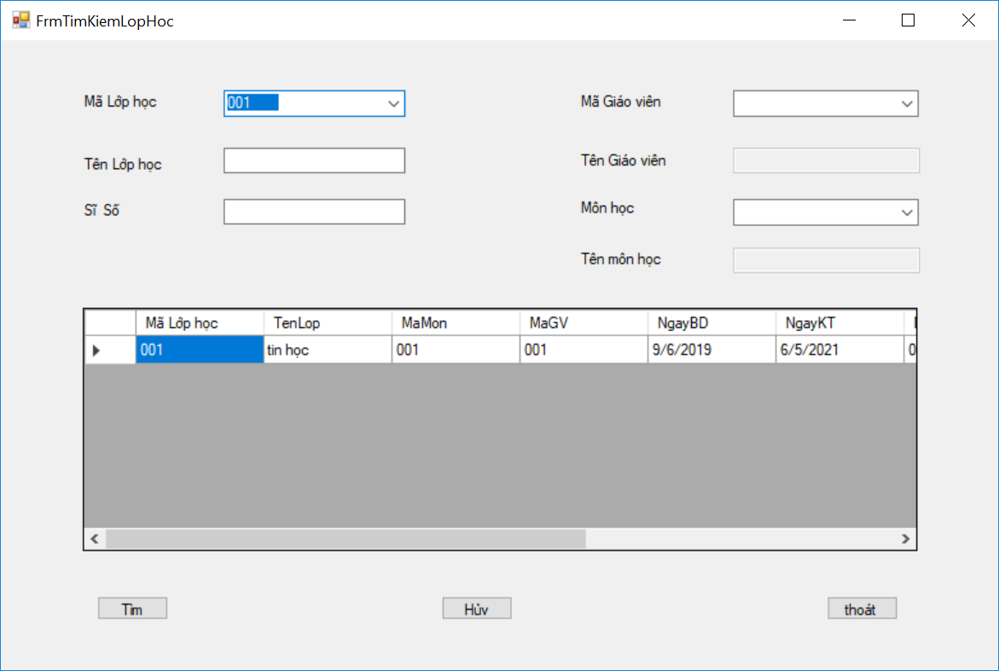 FrmTimKiemLopHoc
Mã Lớp học 001 Mã Giáo viên
Tên Lớp học Tên Giáo viên
Sĩ Số Môn học
Tên môn học
Mã Lớp học TenLop MaMon MaGV NgayBD NgayKT
001 tin học 001 001 9/6/2019 6/5/2021 0
Tìm Hủy thoát